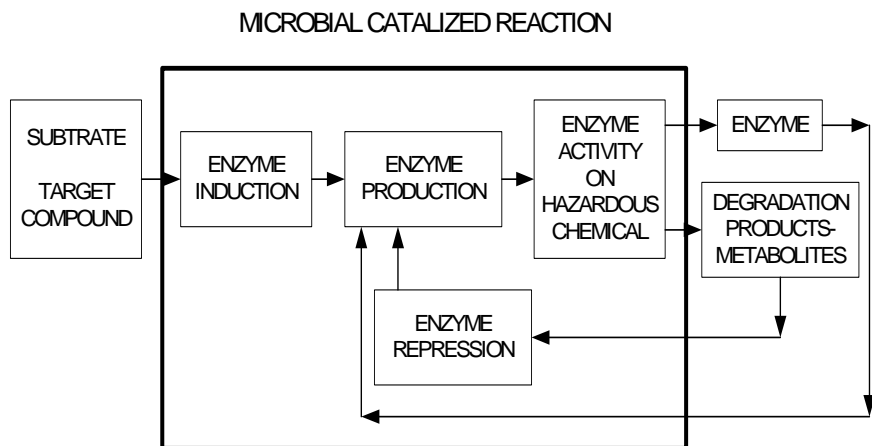 MICROBIAL CATALIZED REACTION
SUBTRATE
TARGET
COMPOUND
ENZYME
INDUCTION
ENZYME
PRODUCTION
ENZYME
ACTIVITY
ON
HAZARDOUS
CHEMICAL
ENZYME
DEGRADATION
PRODUCTS-
METABOLITES
ENZYME
REPRESSION